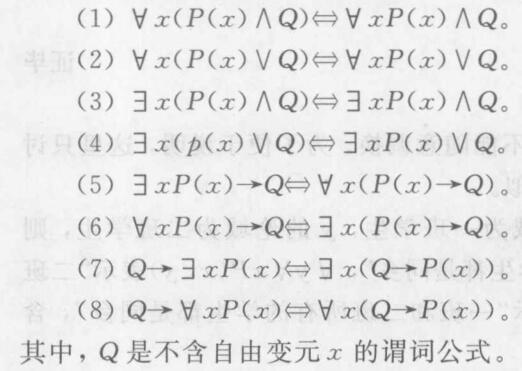 (1) ∀x(P(x)∧Q)⇔∀xP(x)∧Q。
(2) ∀x(P(x)∨Q)⇔∀xP(x)∨Q。
(3) ∃x(P(x)∧Q)⇔∃xP(x)∧Q。
(4) ∃x(p(x)∨Q)⇔∃xP(x)∨Q。
(5) ∃xP(x)→Q⇔∀x(P(x)→Q)。
(6) ∀xP(x)→Q⇔∃x(P(x)→Q)。
(7) Q→∃xP(x)⇔∃x(Q→P(x))。
(8) Q→∀xP(x)⇔∀x(Q→P(x))。
其中，Q是不含自由变元x的谓词公式。